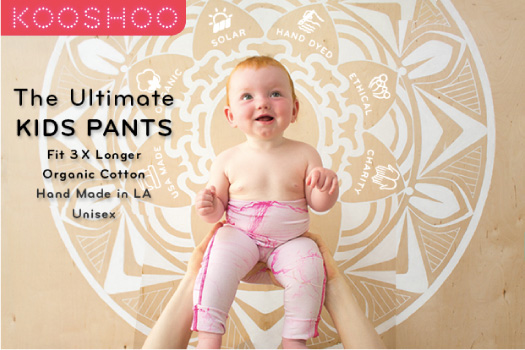 KOOSHOO
The Ultimate
KIDS PANTS
Fit 3X Longer
Organic Cotton
Hand Made in LA
Unisex
SOLAR
HAND DYED
ORGANIC
ETHICAL
USA MADE
CHARITY